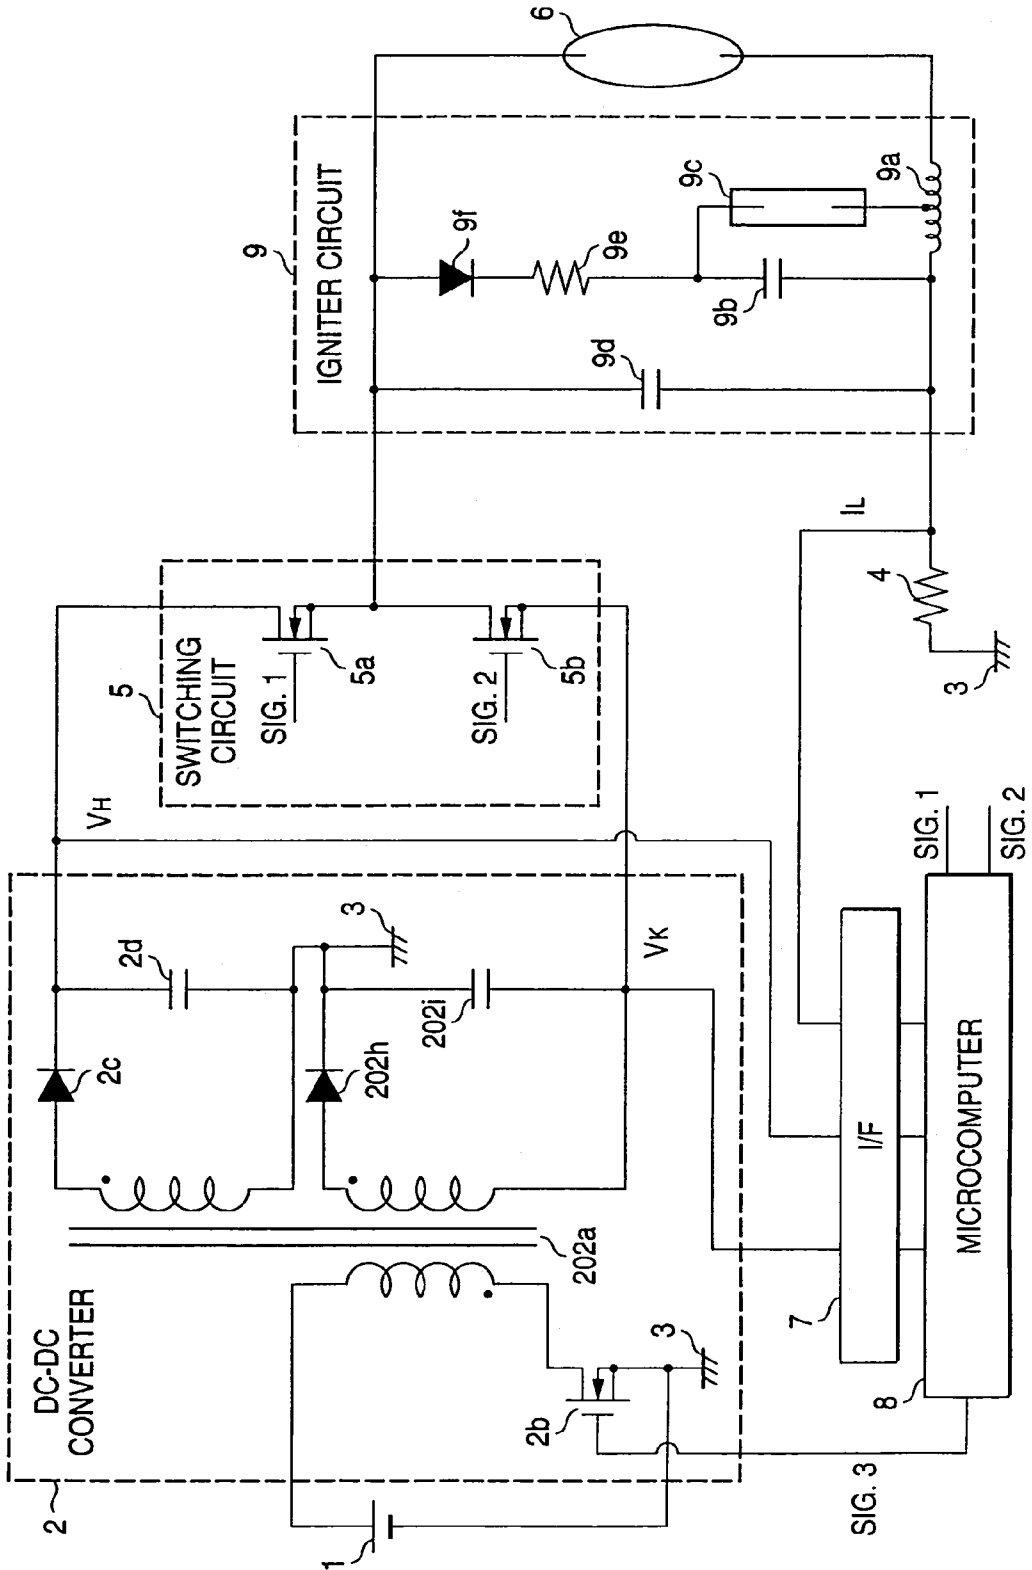 2
DC-DC
CONVERTER
1
2b
3
202a
2c
202h
2d
202i
3
VH
VK
5
SWITCHING
CIRCUIT
SIG. 1
5a
SIG. 2
5b
9
IGNITER CIRCUIT
9f
9e
9d
9b
9c
9a
6
IL
4
3
7
I/F
8
MICROCOMPUTER
SIG. 1
SIG. 2
SIG. 3